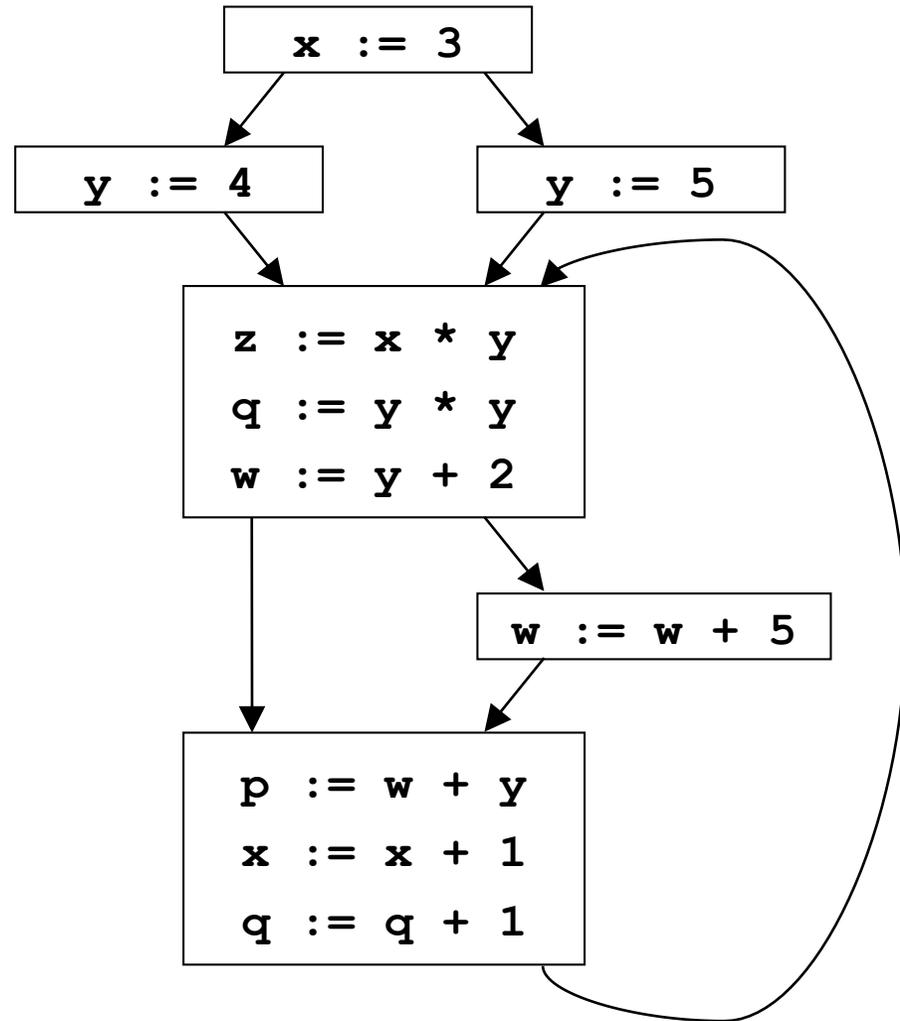 x := 3
y := 4
y := 5
z := x * y
q := y * y
w := y + 2
w := w + 5
p := w + y
x := x + 1
q := q + 1